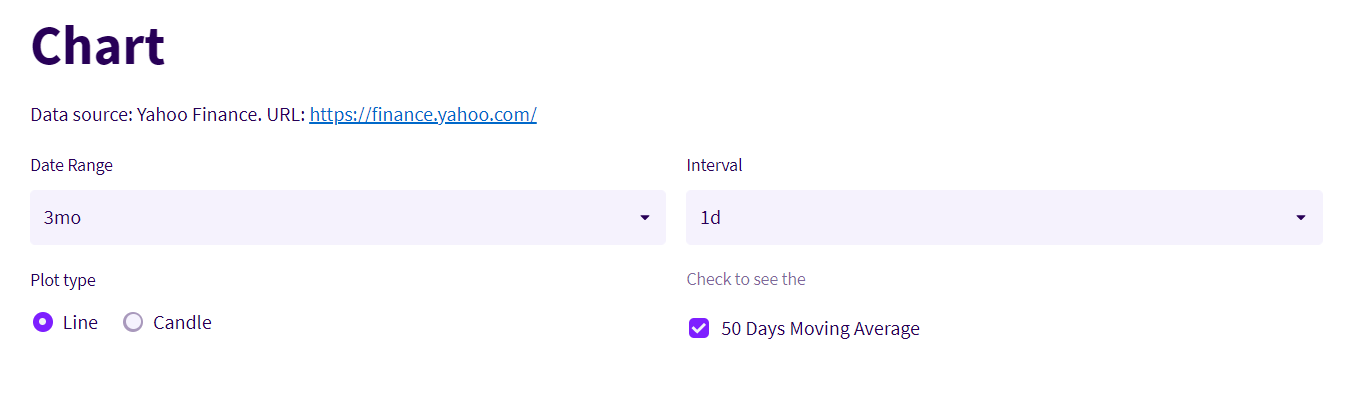 Chart
Data source: Yahoo Finance. URL: https://finance.yahoo.com/
Date Range
Interval
3mo
1d
Plot type
Check to see the
Line
Candle
50 Days Moving Average